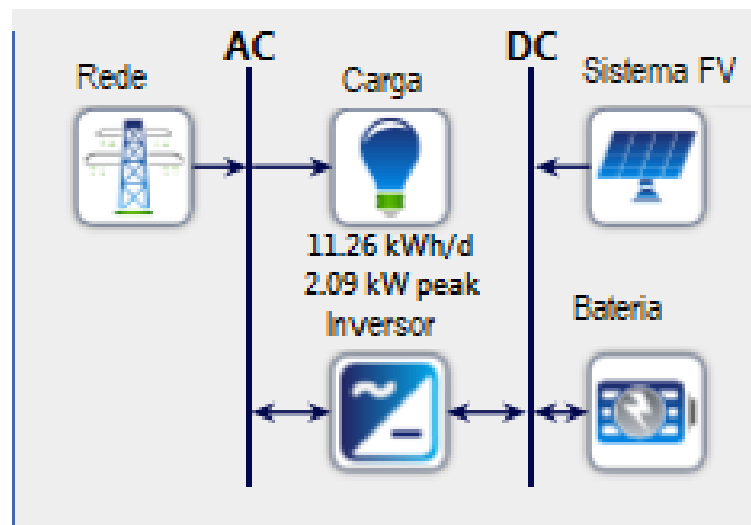 AC
DC
Rede
Carga
Sistema FV
11.26 kWh/d
2.09 kW peak
Inversor
Bateria